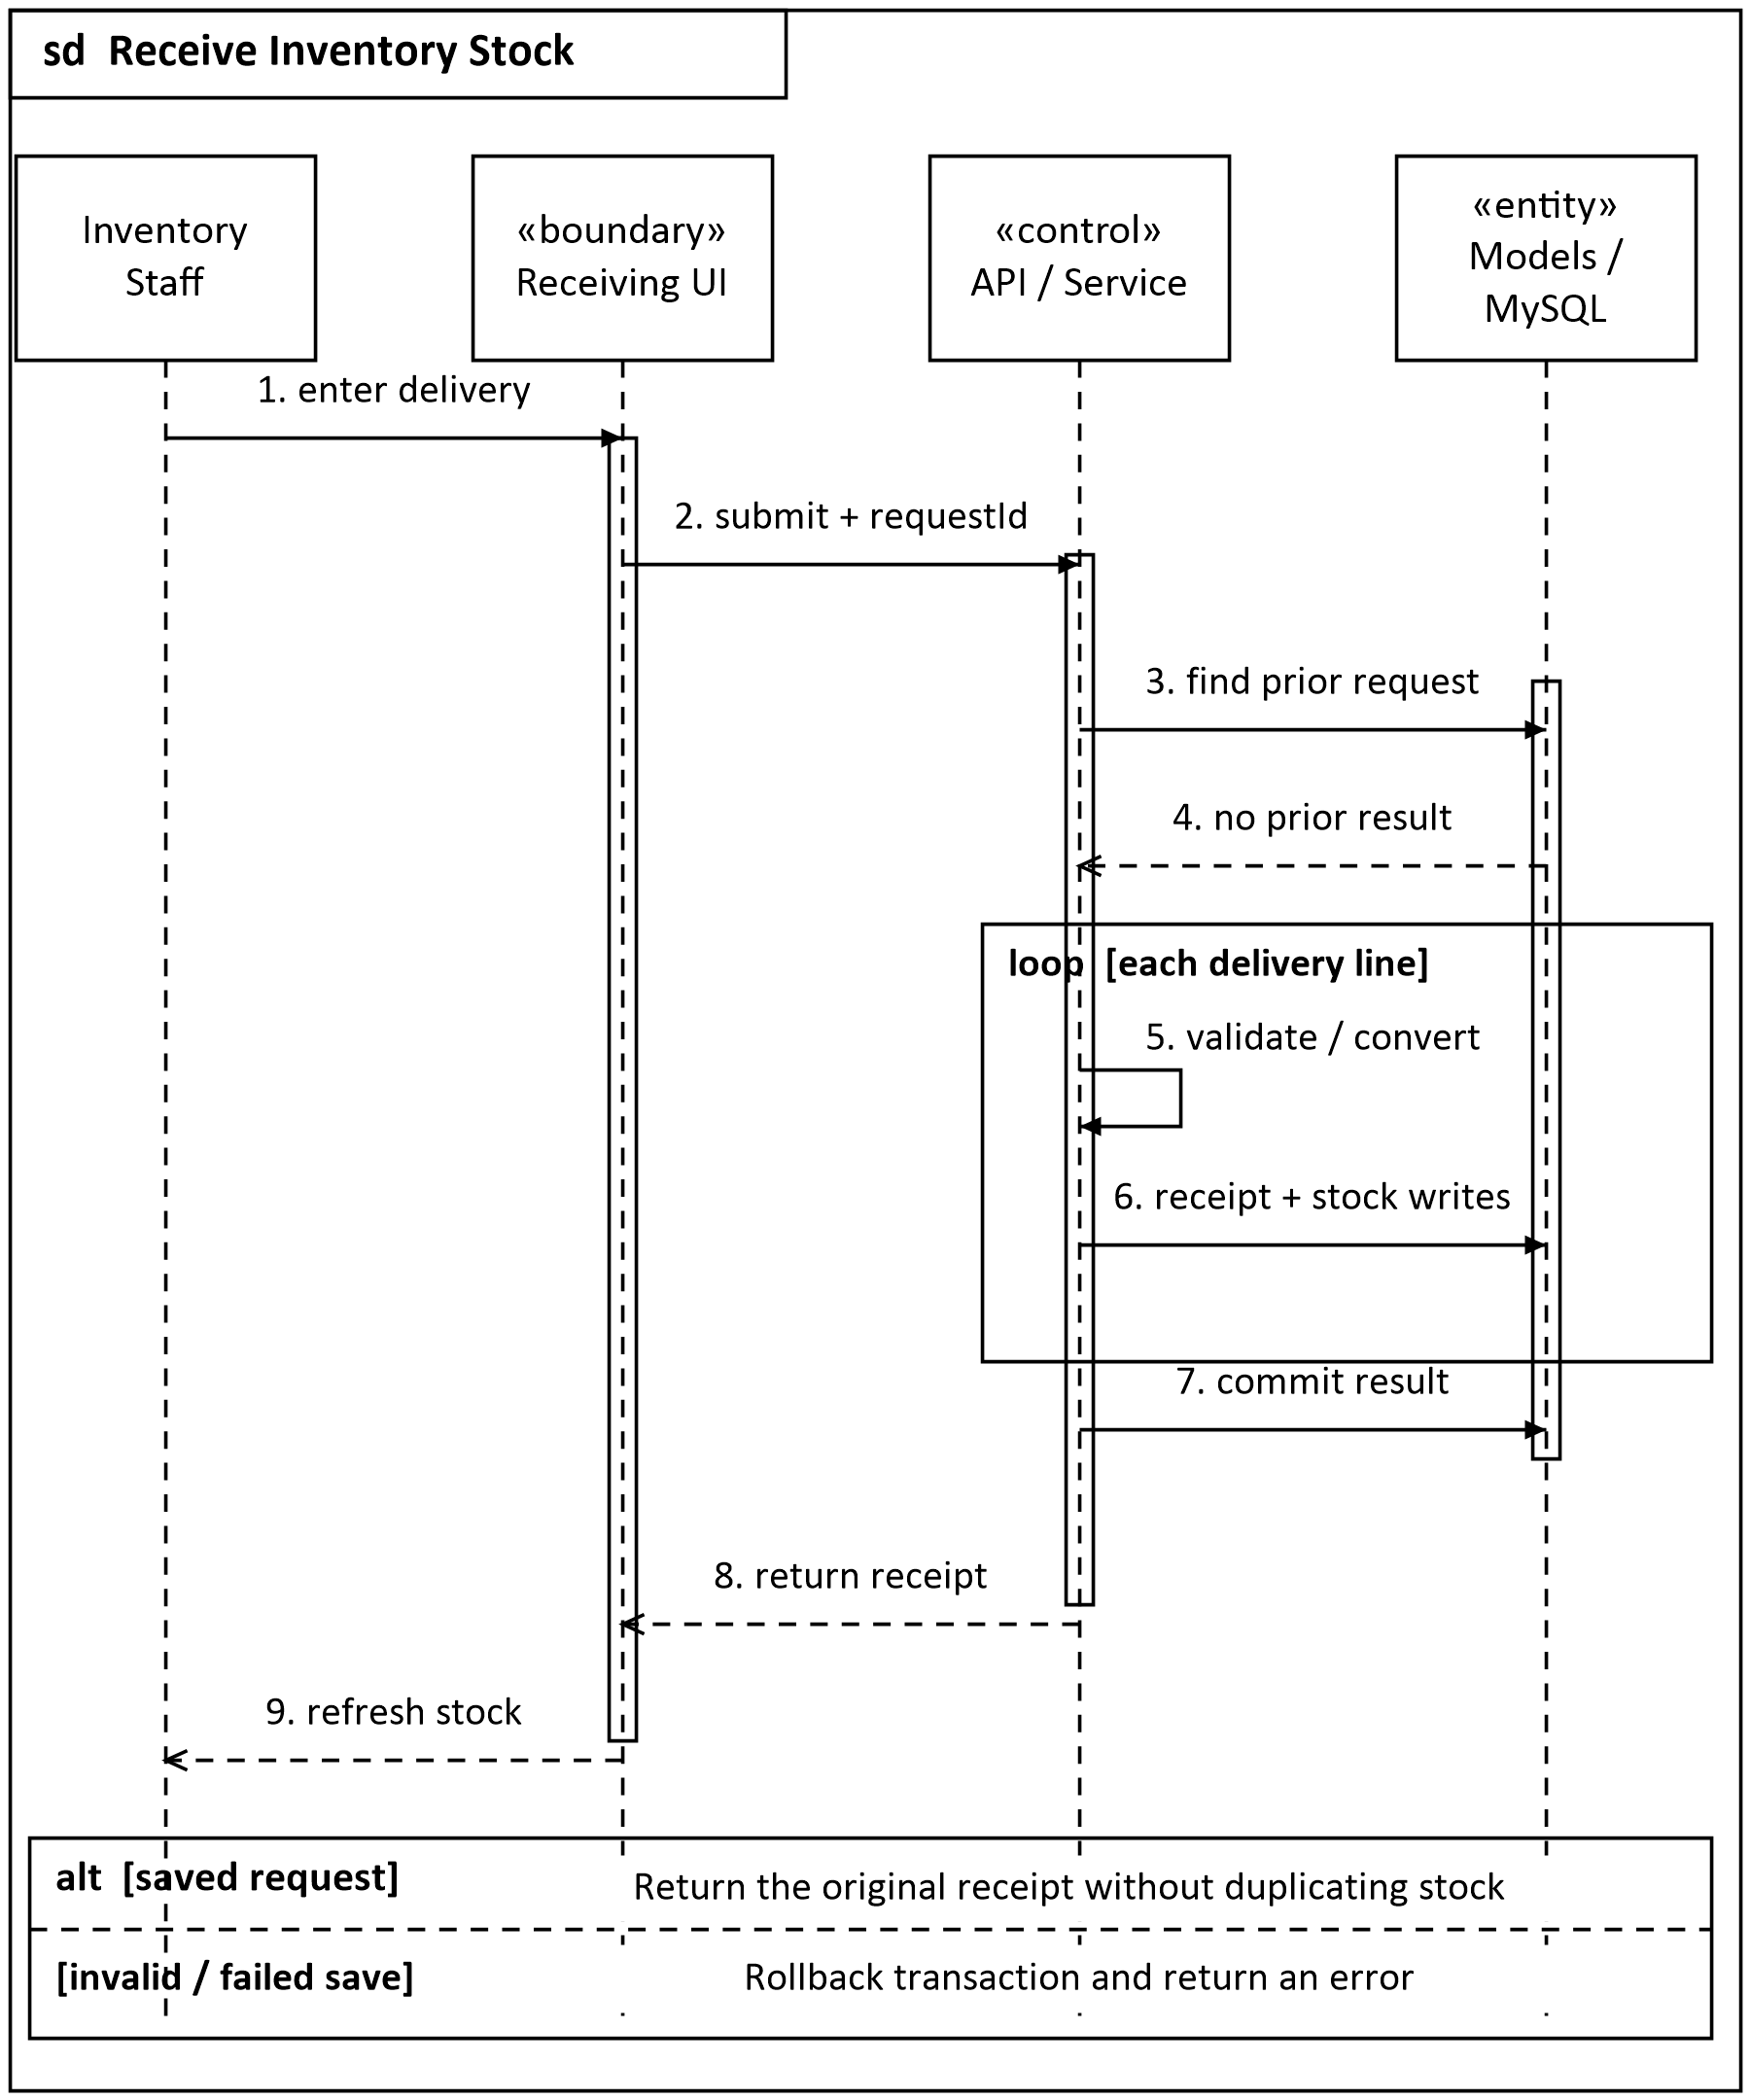 sd  Receive Inventory Stock
Inventory
Staff
«boundary»
Receiving UI
«control»
API / Service
«entity»
Models /
MySQL
1. enter delivery
2. submit + requestId
3. find prior request
4. no prior result
loop  [each delivery line]
5. validate / convert
6. receipt + stock writes
7. commit result
8. return receipt
9. refresh stock
alt  [saved request]
Return the original receipt without duplicating stock
[invalid / failed save]
Rollback transaction and return an error